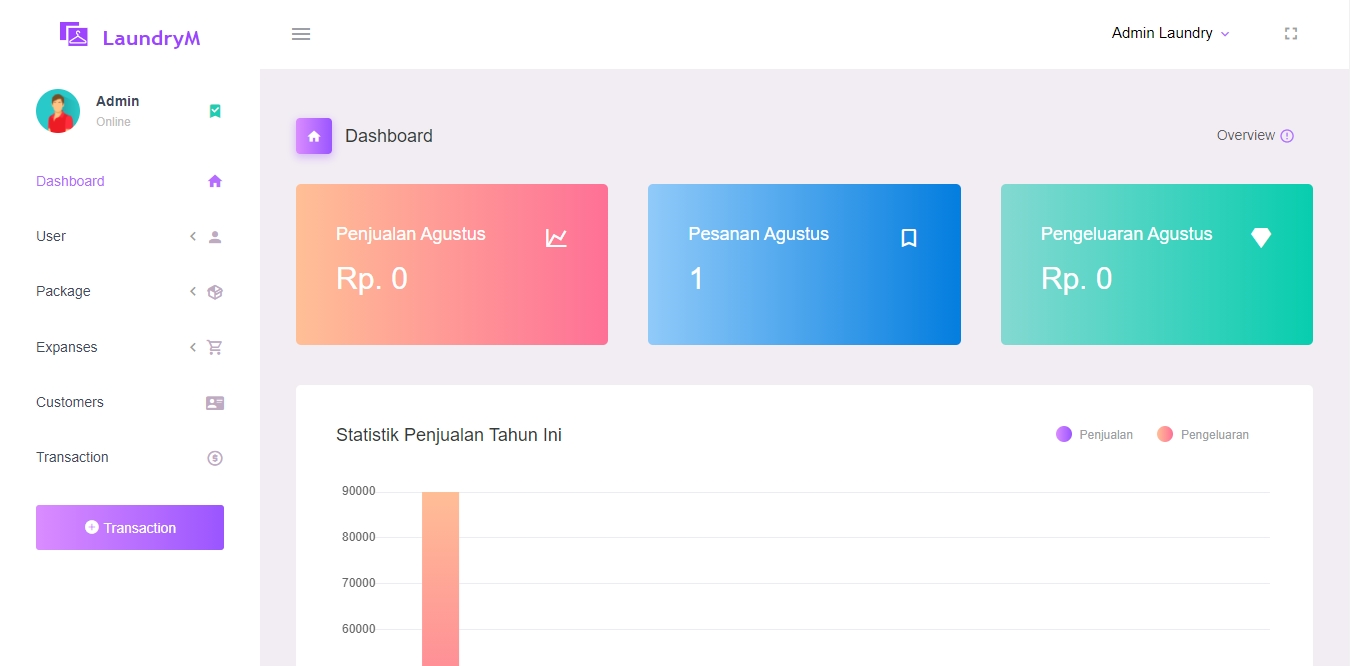 LaundryM
Admin Laundry
Admin
Online
Dashboard
User
Package
Expanses
Customers
Transaction
Transaction
Dashboard
Overview
Penjualan Agustus
Rp. 0
Pesanan Agustus
1
Pengeluaran Agustus
Rp. 0
Statistik Penjualan Tahun Ini
Penjualan
Pengeluaran
90000
80000
70000
60000